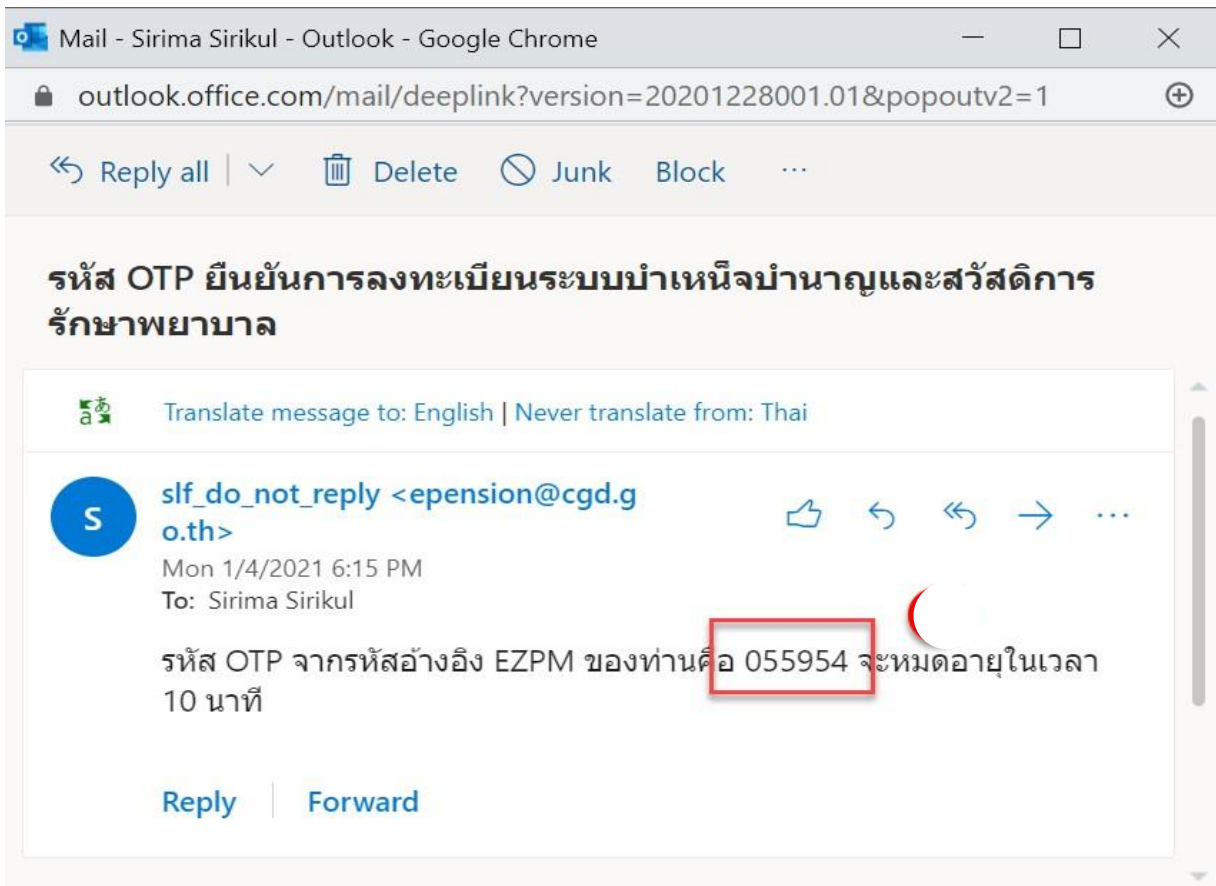 Mail - Sirima Sirikul - Outlook - Google Chrome
outlook.office.com/mail/deeplink?version=20201228001.01&popoutv2=1
Reply all
Delete
Junk
Block
รหัส OTP ยืนยันการลงทะเบียนระบบบำเหน็จบำนาญและสวัสดิการ
รักษาพยาบาล
Translate message to: English | Never translate from: Thai
S
slf_do_not_reply <epension@cgd.g
o.th>
Mon 1/4/2021 6:15 PM
To: Sirima Sirikul
รหัส OTP จากรหัสอ้างอิง EZPM ของท่านคือ 055954 จะหมดอายุในเวลา
10 นาที
Reply
Forward